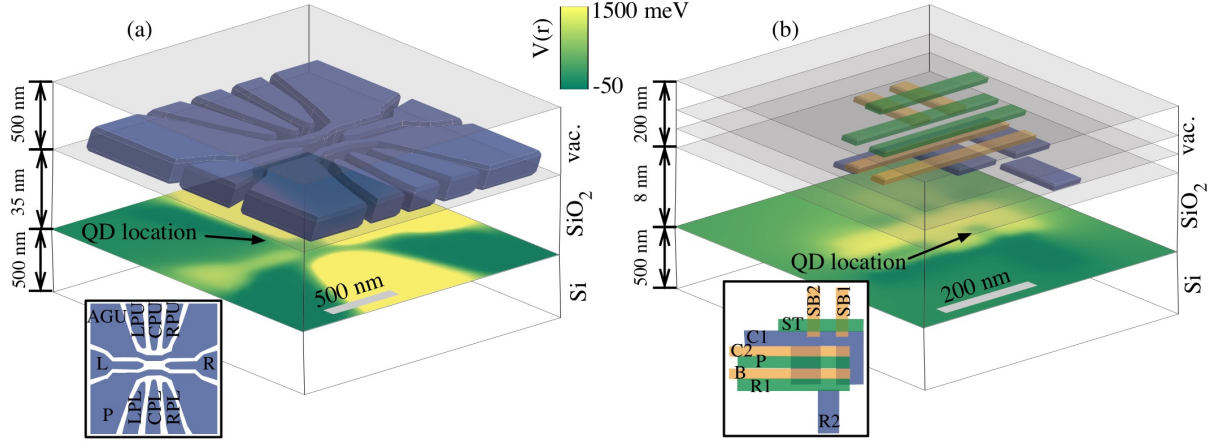 (a)
1500 meV
V(r)
-50
(b)
500 nm
35 nm
500 nm
vac.
SiO2
Si
QD location
500 nm
AGU
LPU
CPU
RPU
L
R
P
LPL
CPL
RPL
200 nm
8 nm
500 nm
vac.
SiO2
Si
QD location
200 nm
SB2
SB1
ST
C1
C2
P
B
R1
R2